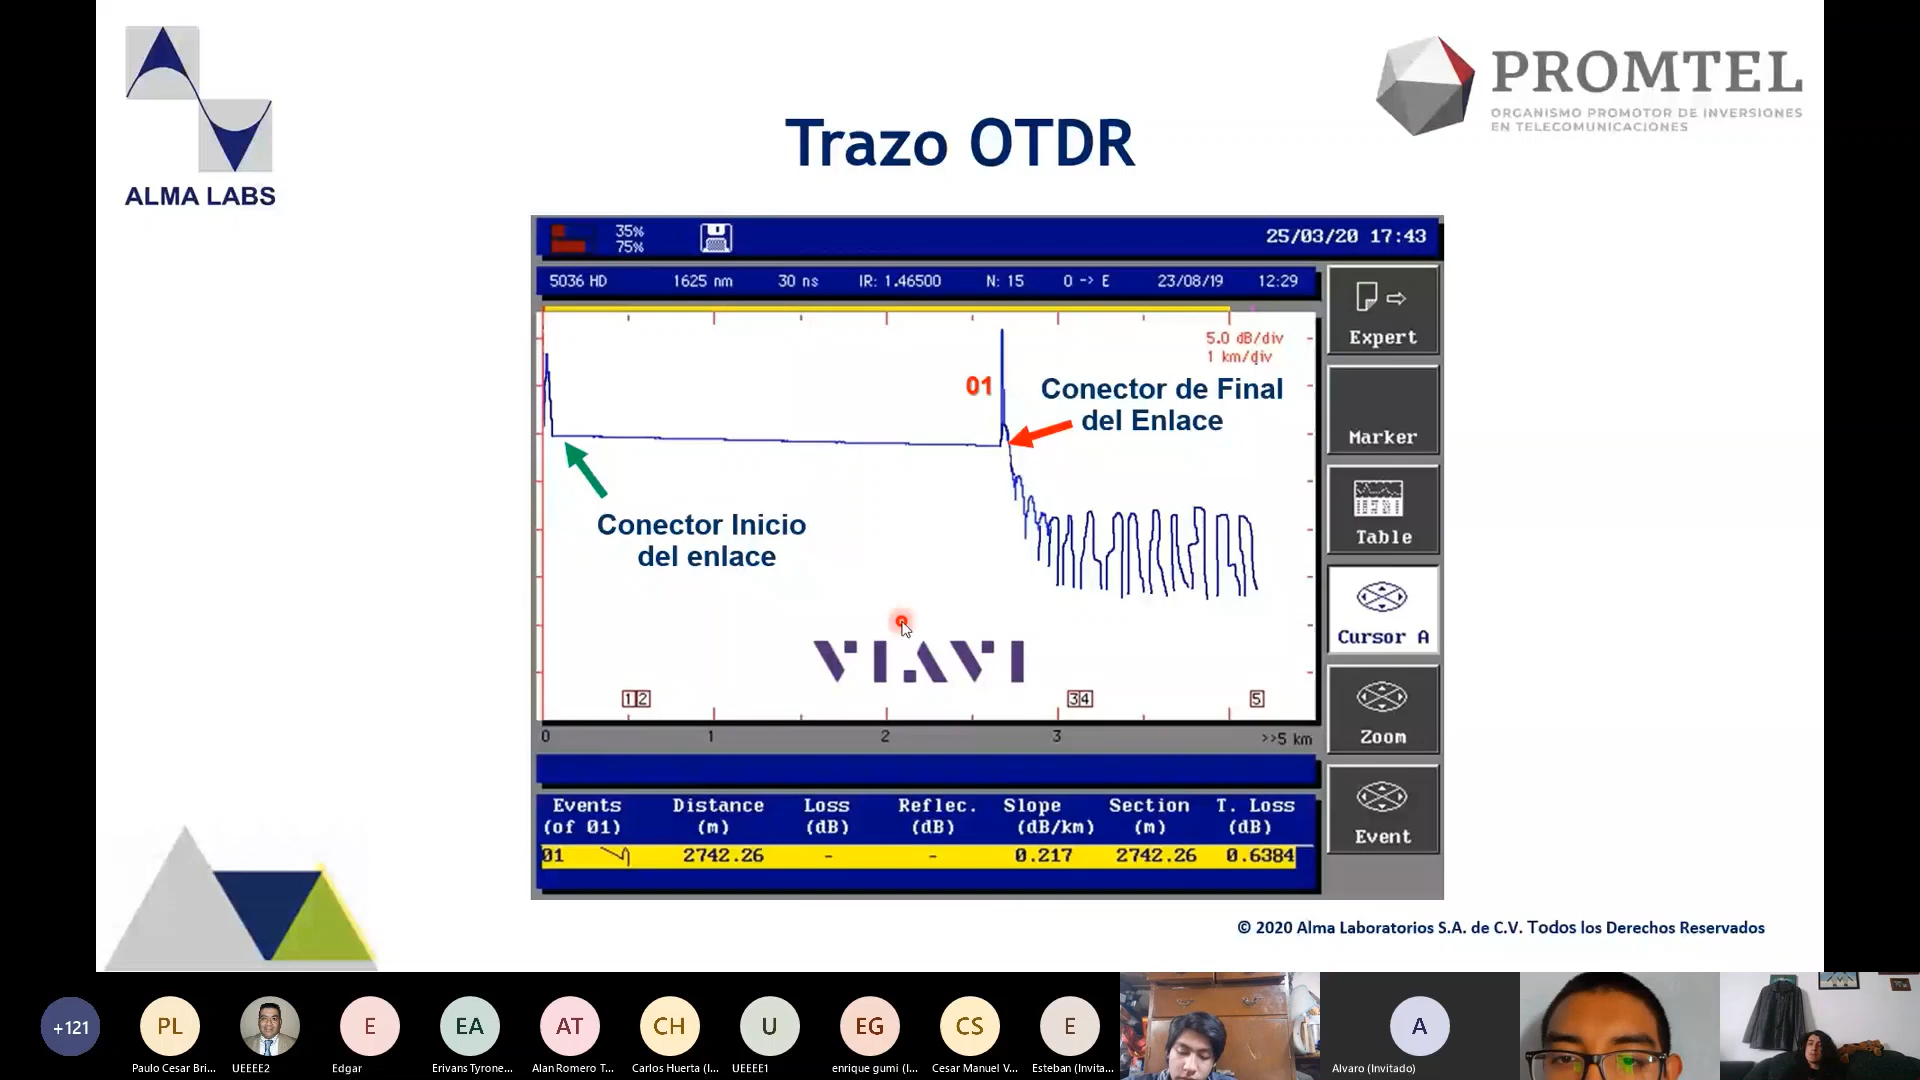 ALMA LABS
PROMTEL
ORGANISMO PROMOTOR DE INVERSIONES
EN TELECOMUNICACIONES
Trazo OTDR
35%
75%
25/03/20 17:43
5036 HD 1625 nm 30 ns IR: 1.46500 N: 15 O -> E 23/08/19 12:29
5.0 dB/div
1 km/div
01
Conector de Final
del Enlace
Conector Inicio
del enlace
VIAVI
1 2 3 4 5
0 1 2 3 >>5 km
Expert
Marker
Table
Cursor A
Zoom
Event
Events Distance Loss Reflec. Slope Section T. Loss
(of 01) (m) (dB) (dB) (dB/km) (m) (dB)
01 2742.26 - - 0.217 2742.26 0.6384
© 2020 Alma Laboratorios S.A. de C.V. Todos los Derechos Reservados
+121 PL E EA AT CH U EG CS E A
Paulo Cesar Bri... UEEEE2 Edgar Erivans Tyrone... Alan Romero T... Carlos Huerta (I... UEEEE1 enrique gumi (I... Cesar Manuel V... Esteban (Invita... Alvaro (Invitado)